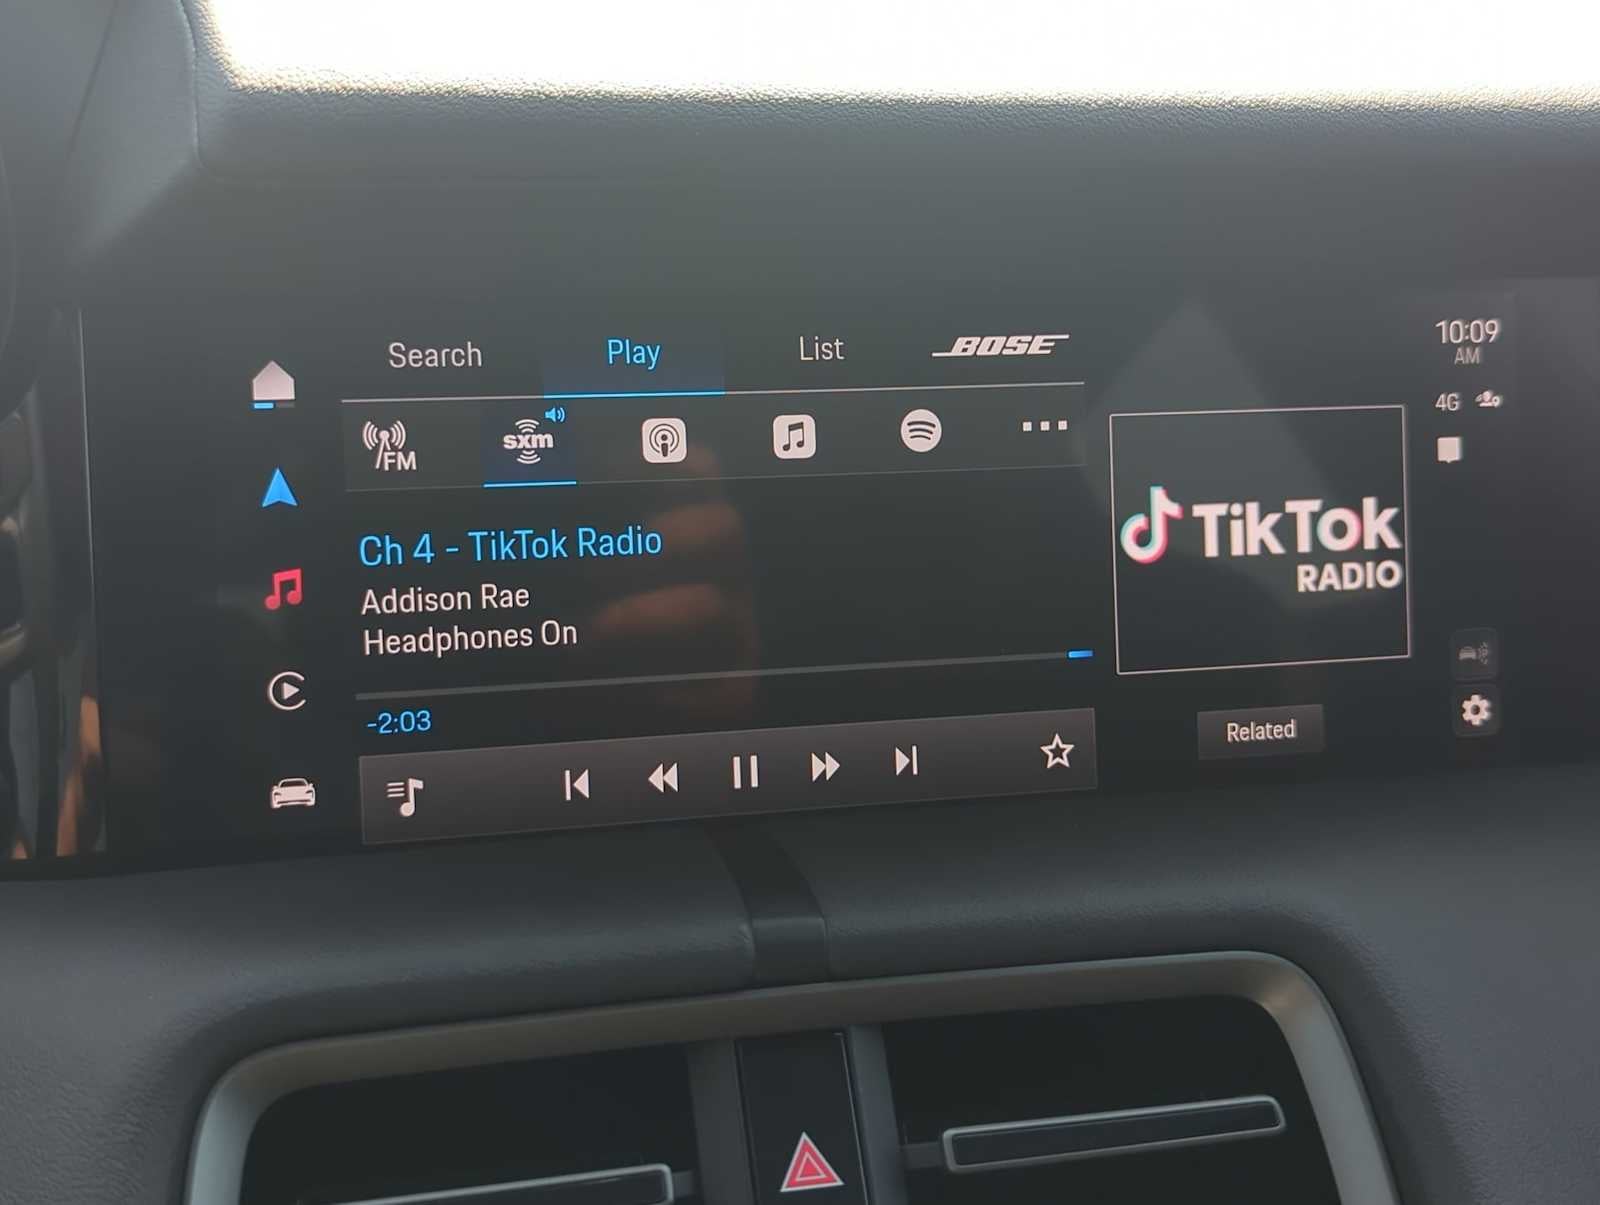 Search
Play
List
BOSE
10:09
AM
4G
FM
sxm
Ch 4 - TikTok Radio
Addison Rae
Headphones On
-2:03
TikTok
RADIO
Related